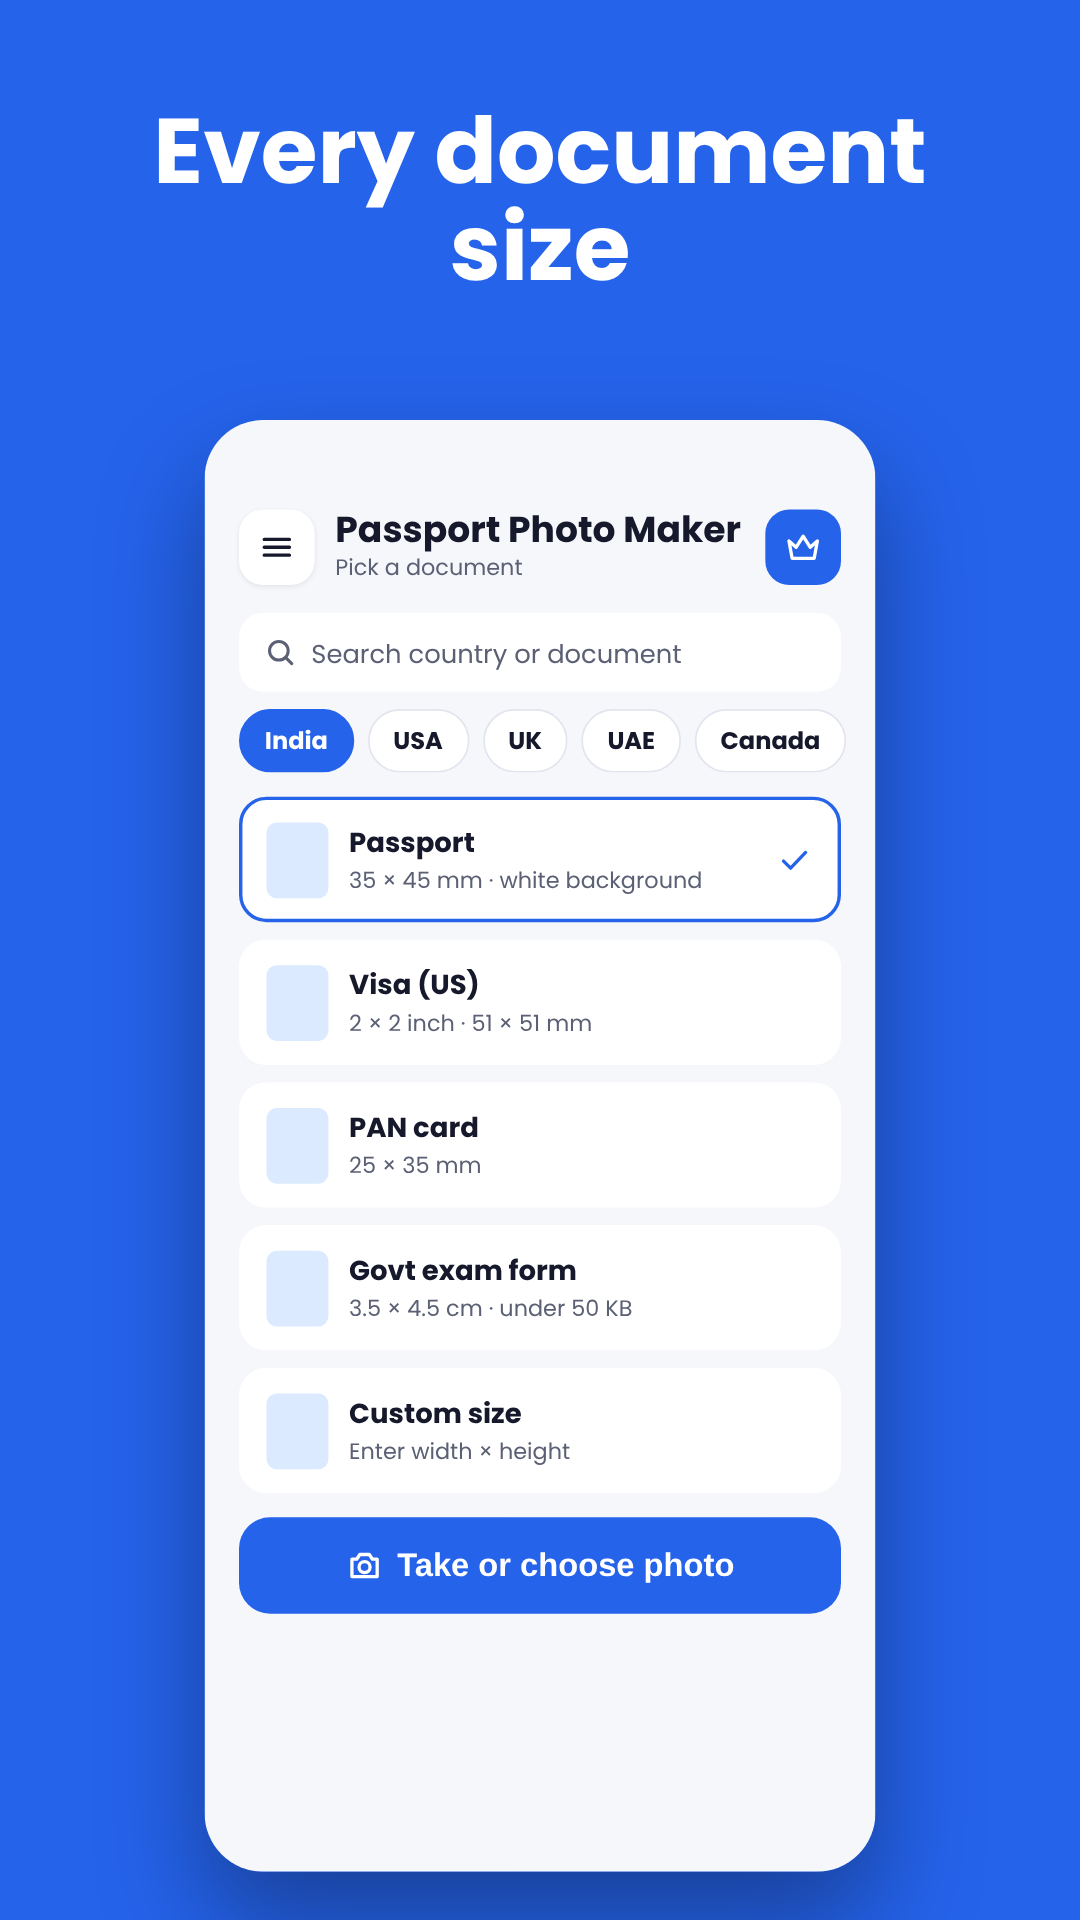 Every document
size
Passport Photo Maker
Pick a document
Search country or document
India USA UK UAE Canada
Passport
35 × 45 mm · white background
Visa (US)
2 × 2 inch · 51 × 51 mm
PAN card
25 × 35 mm
Govt exam form
3.5 × 4.5 cm · under 50 KB
Custom size
Enter width × height
Take or choose photo